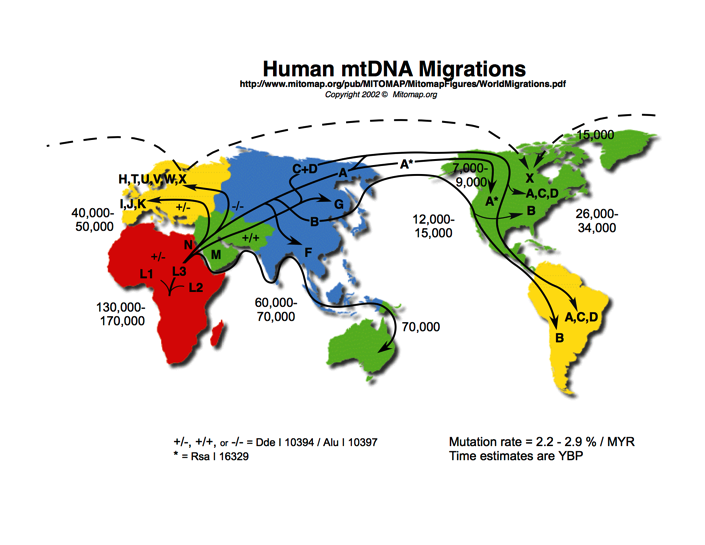 Human mtDNA Migrations
http://www.mitomap.org/pub/MITOMAP/MitomapFigures/WorldMigrations.pdf
Copyright 2002 © Mitomap.org
15,000
H,T,U,V,W,X
C+D
A
A*
7,000-
9,000
X
A,C,D
I,J,K
+/-
-/-
G
A*
B
B
40,000-
50,000
12,000-
15,000
26,000-
34,000
N
M
+/+
F
+/-
L1
L3
L2
130,000-
170,000
60,000-
70,000
70,000
A,C,D
B
+/-, +/+, or -/- = Dde I 10394 / Alu I 10397
* = Rsa I 16329
Mutation rate = 2.2 - 2.9 % / MYR
Time estimates are YBP